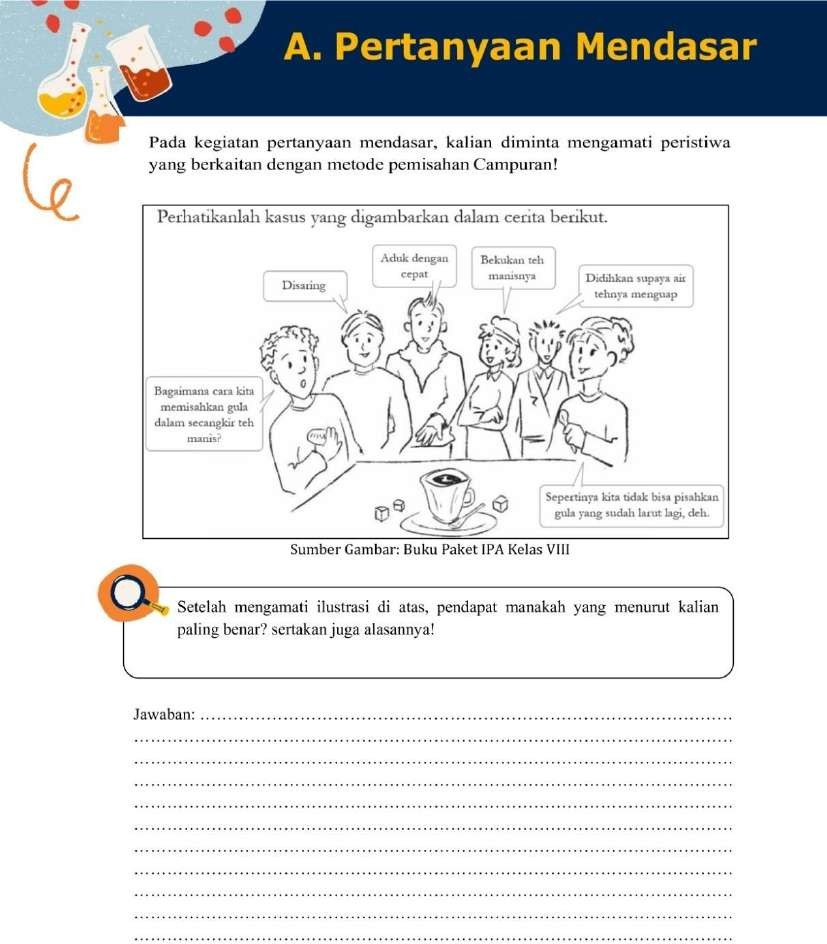 A. Pertanyaan Mendasar
Pada kegiatan pertanyaan mendasar, kalian diminta mengamati peristiwa
yang berkaitan dengan metode pemisahan Campuran!
Perhatikanlah kasus yang digambarkan dalam cerita berikut.
Bagaimana cara kita
memisahkan gula
dalam secangkir teh
manis?
Disaring
Aduk dengan
cepat
Bekukan teh
manisnya
Didihkan supaya air
tehnya menguap
Sepertinya kita tidak bisa pisahkan
gula yang sudah larut lagi, deh.
Sumber Gambar: Buku Paket IPA Kelas VIII
Setelah mengamati ilustrasi di atas, pendapat manakah yang menurut kalian
paling benar? sertakan juga alasannya!
Jawaban: